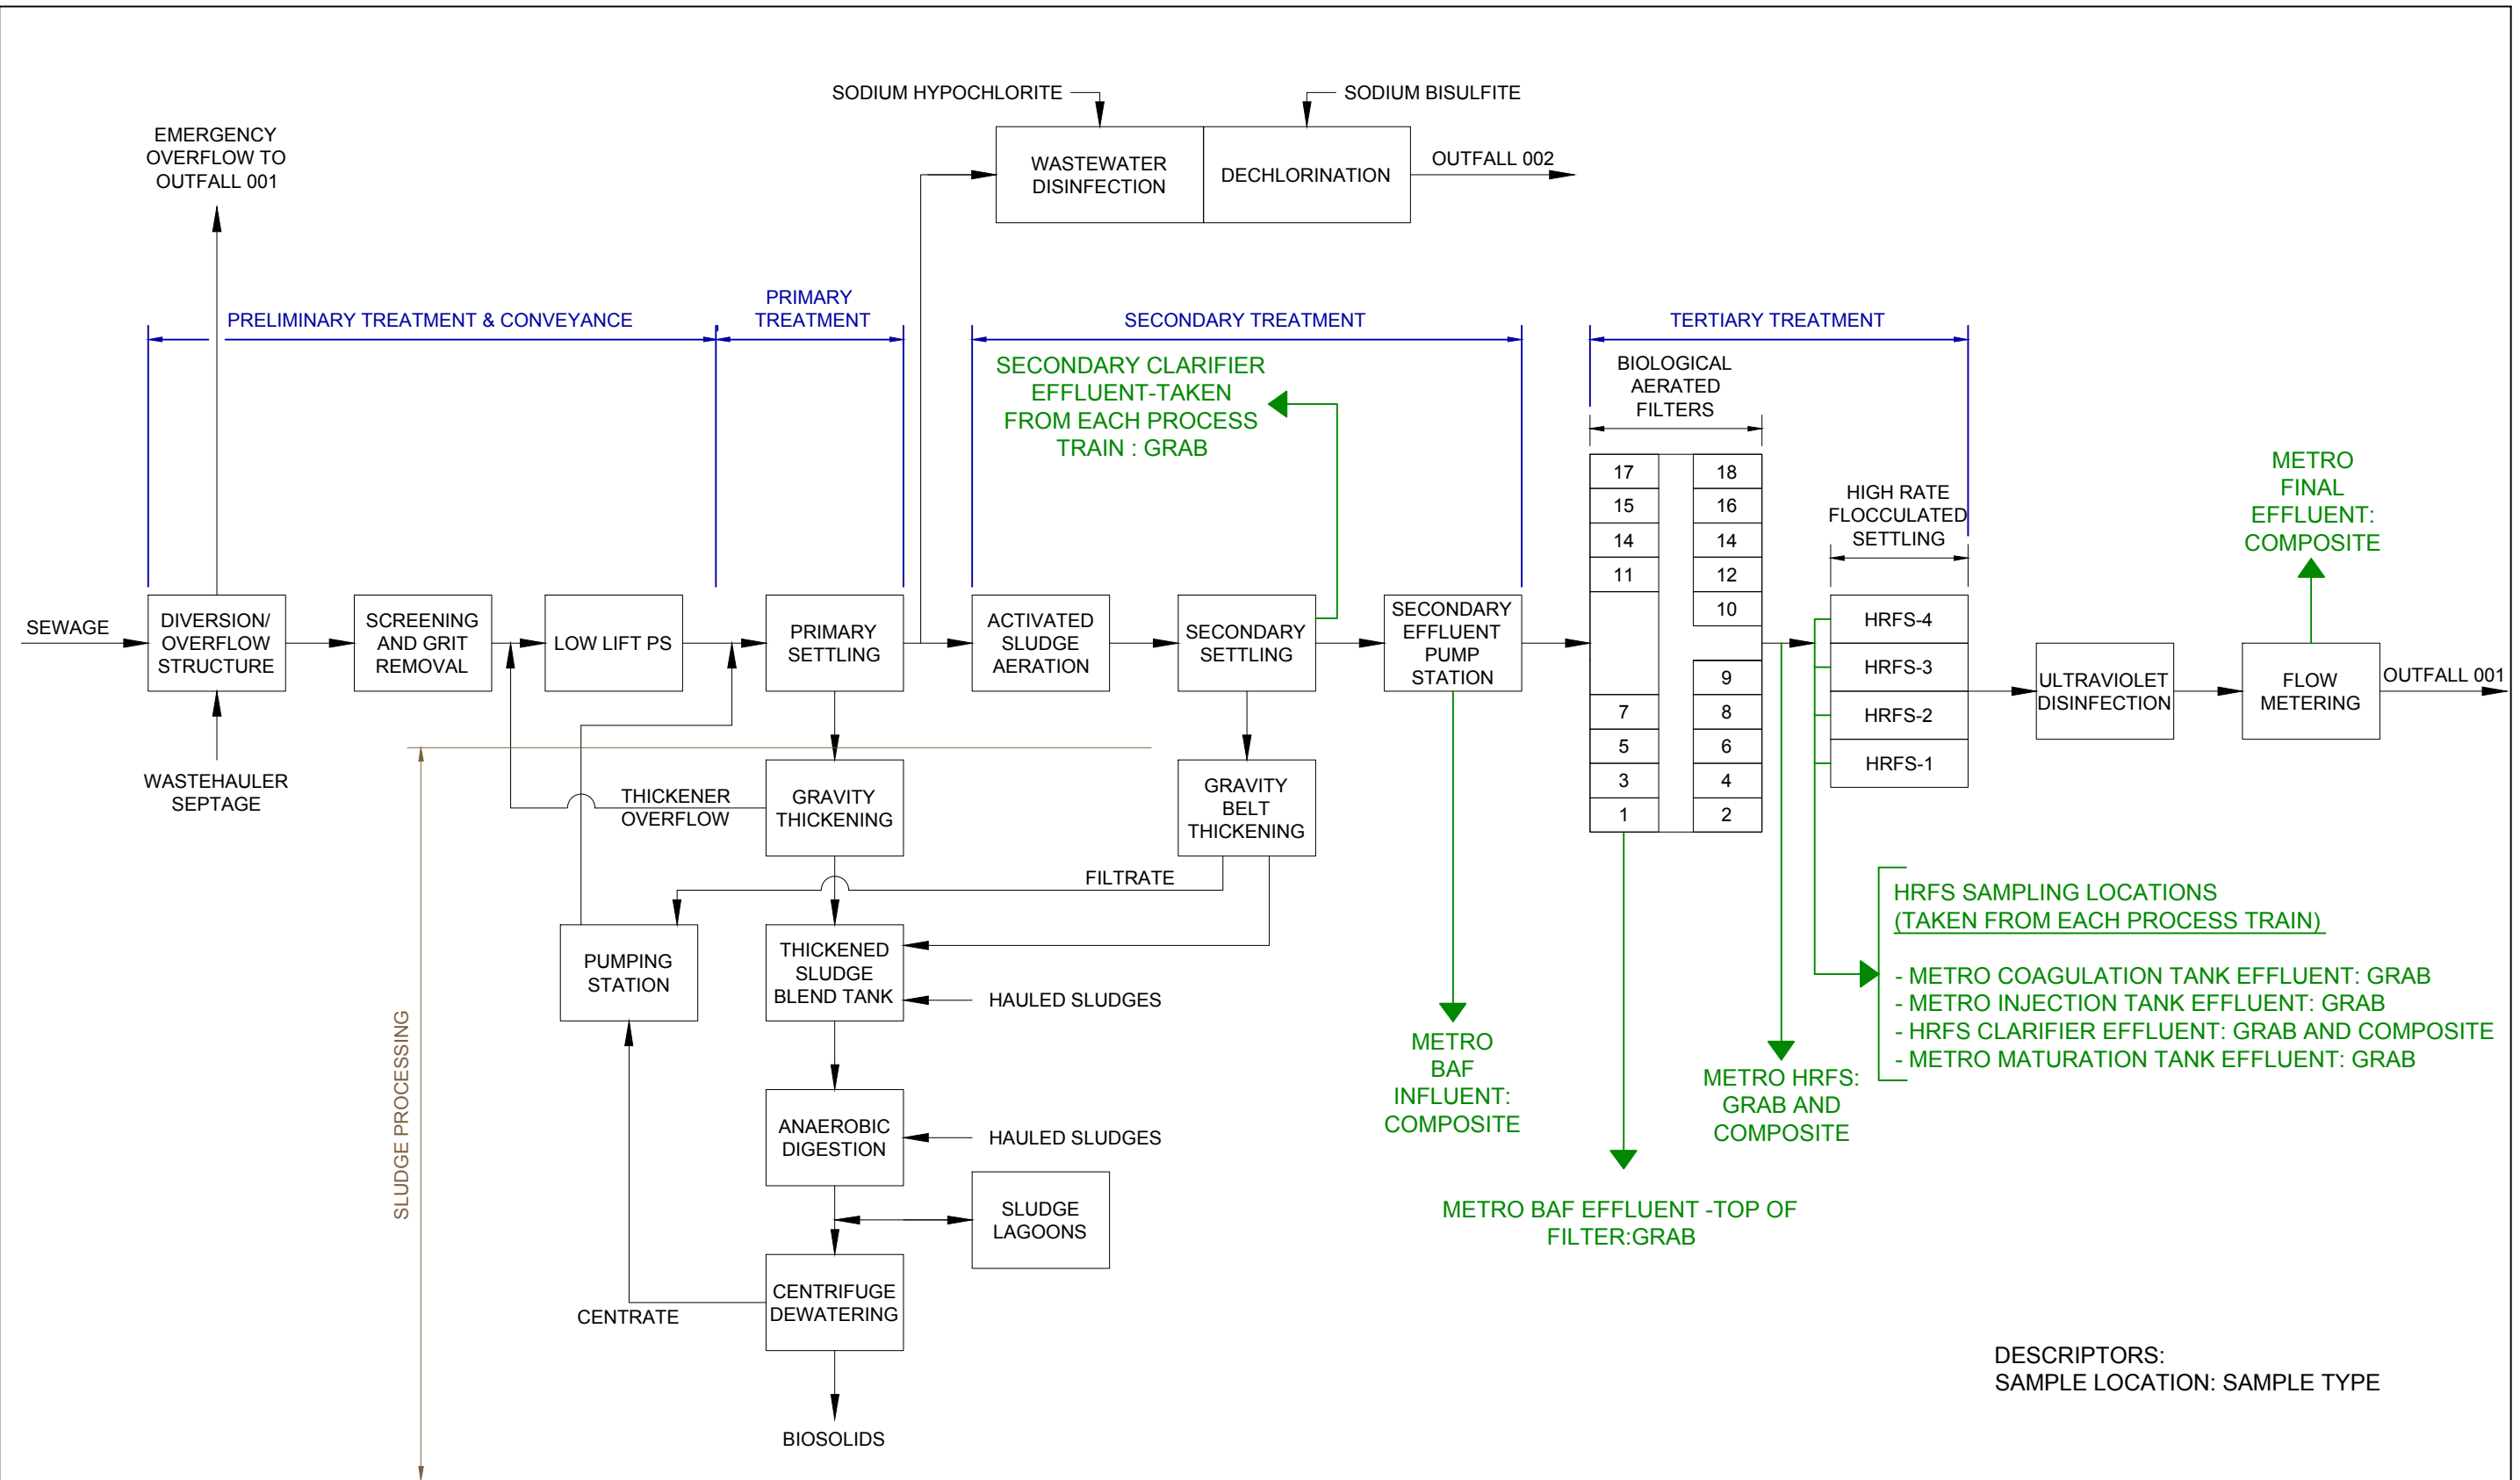 SODIUM HYPOCHLORITE
SODIUM BISULFITE
EMERGENCY
OVERFLOW TO
OUTFALL 001
WASTEWATER
DISINFECTION
DECHLORINATION
OUTFALL 002
PRELIMINARY TREATMENT & CONVEYANCE
PRIMARY
TREATMENT
SECONDARY TREATMENT
TERTIARY TREATMENT
SECONDARY CLARIFIER
EFFLUENT-TAKEN
FROM EACH PROCESS
TRAIN : GRAB
BIOLOGICAL
AERATED
FILTERS
HIGH RATE
FLOCCULATED
SETTLING
METRO
FINAL
EFFLUENT:
COMPOSITE
SEWAGE
DIVERSION/
OVERFLOW
STRUCTURE
SCREENING
AND GRIT
REMOVAL
LOW LIFT PS
PRIMARY
SETTLING
ACTIVATED
SLUDGE
AERATION
SECONDARY
SETTLING
SECONDARY
EFFLUENT
PUMP
STATION
17
15
14
11
7
5
3
1
18
16
14
12
10
9
8
6
4
2
HRFS-4
HRFS-3
HRFS-2
HRFS-1
ULTRAVIOLET
DISINFECTION
FLOW
METERING
OUTFALL 001
WASTEHAULER
SEPTAGE
THICKENER
OVERFLOW
GRAVITY
THICKENING
GRAVITY
BELT
THICKENING
FILTRATE
PUMPING
STATION
THICKENED
SLUDGE
BLEND TANK
HAULED SLUDGES
ANAEROBIC
DIGESTION
HAULED SLUDGES
SLUDGE
LAGOONS
CENTRIFUGE
DEWATERING
CENTRATE
BIOSOLIDS
SLUDGE PROCESSING
METRO
BAF
INFLUENT:
COMPOSITE
METRO BAF EFFLUENT -TOP OF
FILTER:GRAB
METRO HRFS:
GRAB AND
COMPOSITE
HRFS SAMPLING LOCATIONS
(TAKEN FROM EACH PROCESS TRAIN)
- METRO COAGULATION TANK EFFLUENT: GRAB
- METRO INJECTION TANK EFFLUENT: GRAB
- HRFS CLARIFIER EFFLUENT: GRAB AND COMPOSITE
- METRO MATURATION TANK EFFLUENT: GRAB
DESCRIPTORS:
SAMPLE LOCATION: SAMPLE TYPE